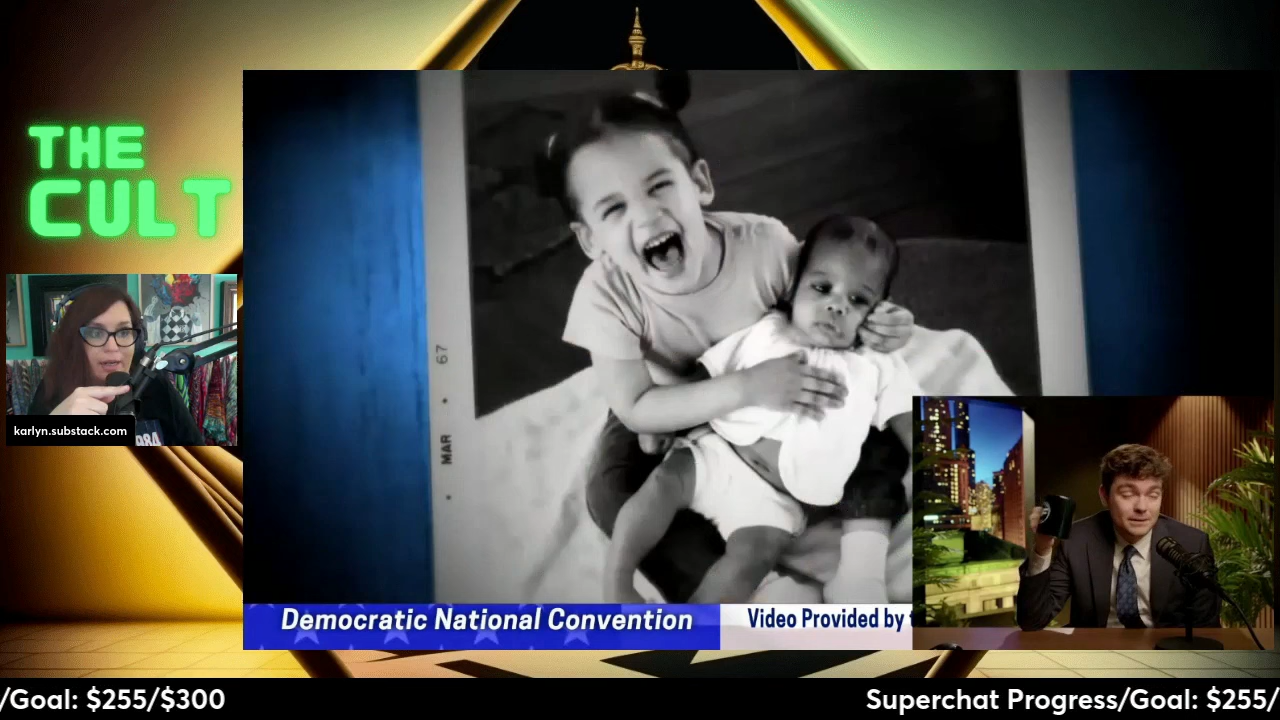 THE
CULT
karlyn.substack.com
MAR • 67
Democratic National Convention
Video Provided by
/Goal: $255/$300
Superchat Progress/Goal: $255/